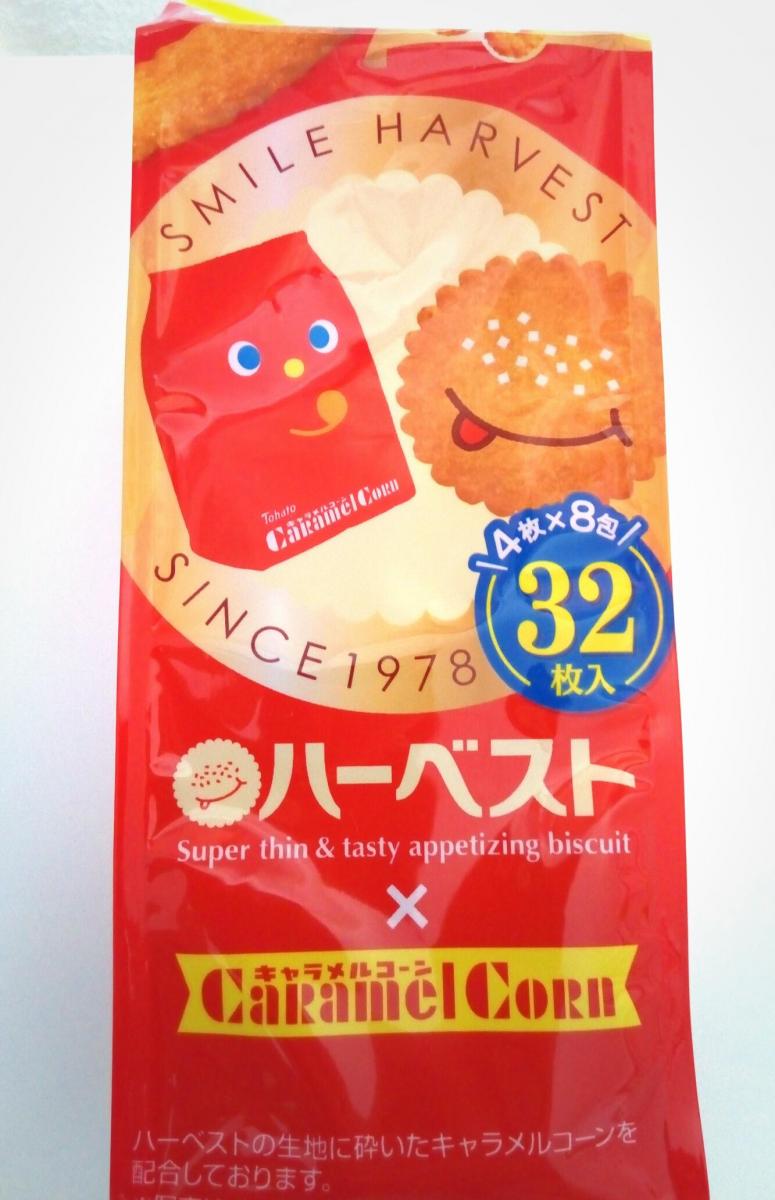 SMILE HARVEST
Tohato
キャラメルコーン
Caramel Corn
\4枚×8包/
32
枚入
SINCE1978
ハーベスト
Super thin & tasty appetizing biscuit
×
キャラメルコーン
Caramel Corn
ハーベストの生地に砕いたキャラメルコーンを
配合しております。